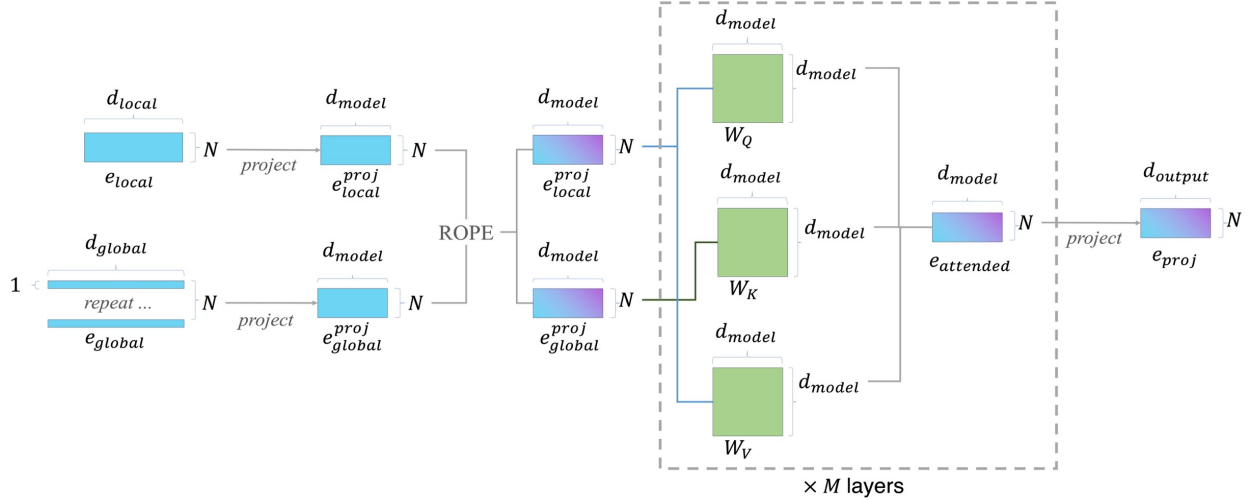 d_local
N
e_local
project
d_model
N
e_local^proj
d_global
1
repeat ...
N
e_global
project
d_model
N
e_global^proj
ROPE
d_model
N
e_local^proj
d_model
N
e_global^proj
d_model
d_model
W_Q
d_model
d_model
W_K
d_model
d_model
W_V
d_model
N
e_attended
project
d_output
N
e_proj
× M layers